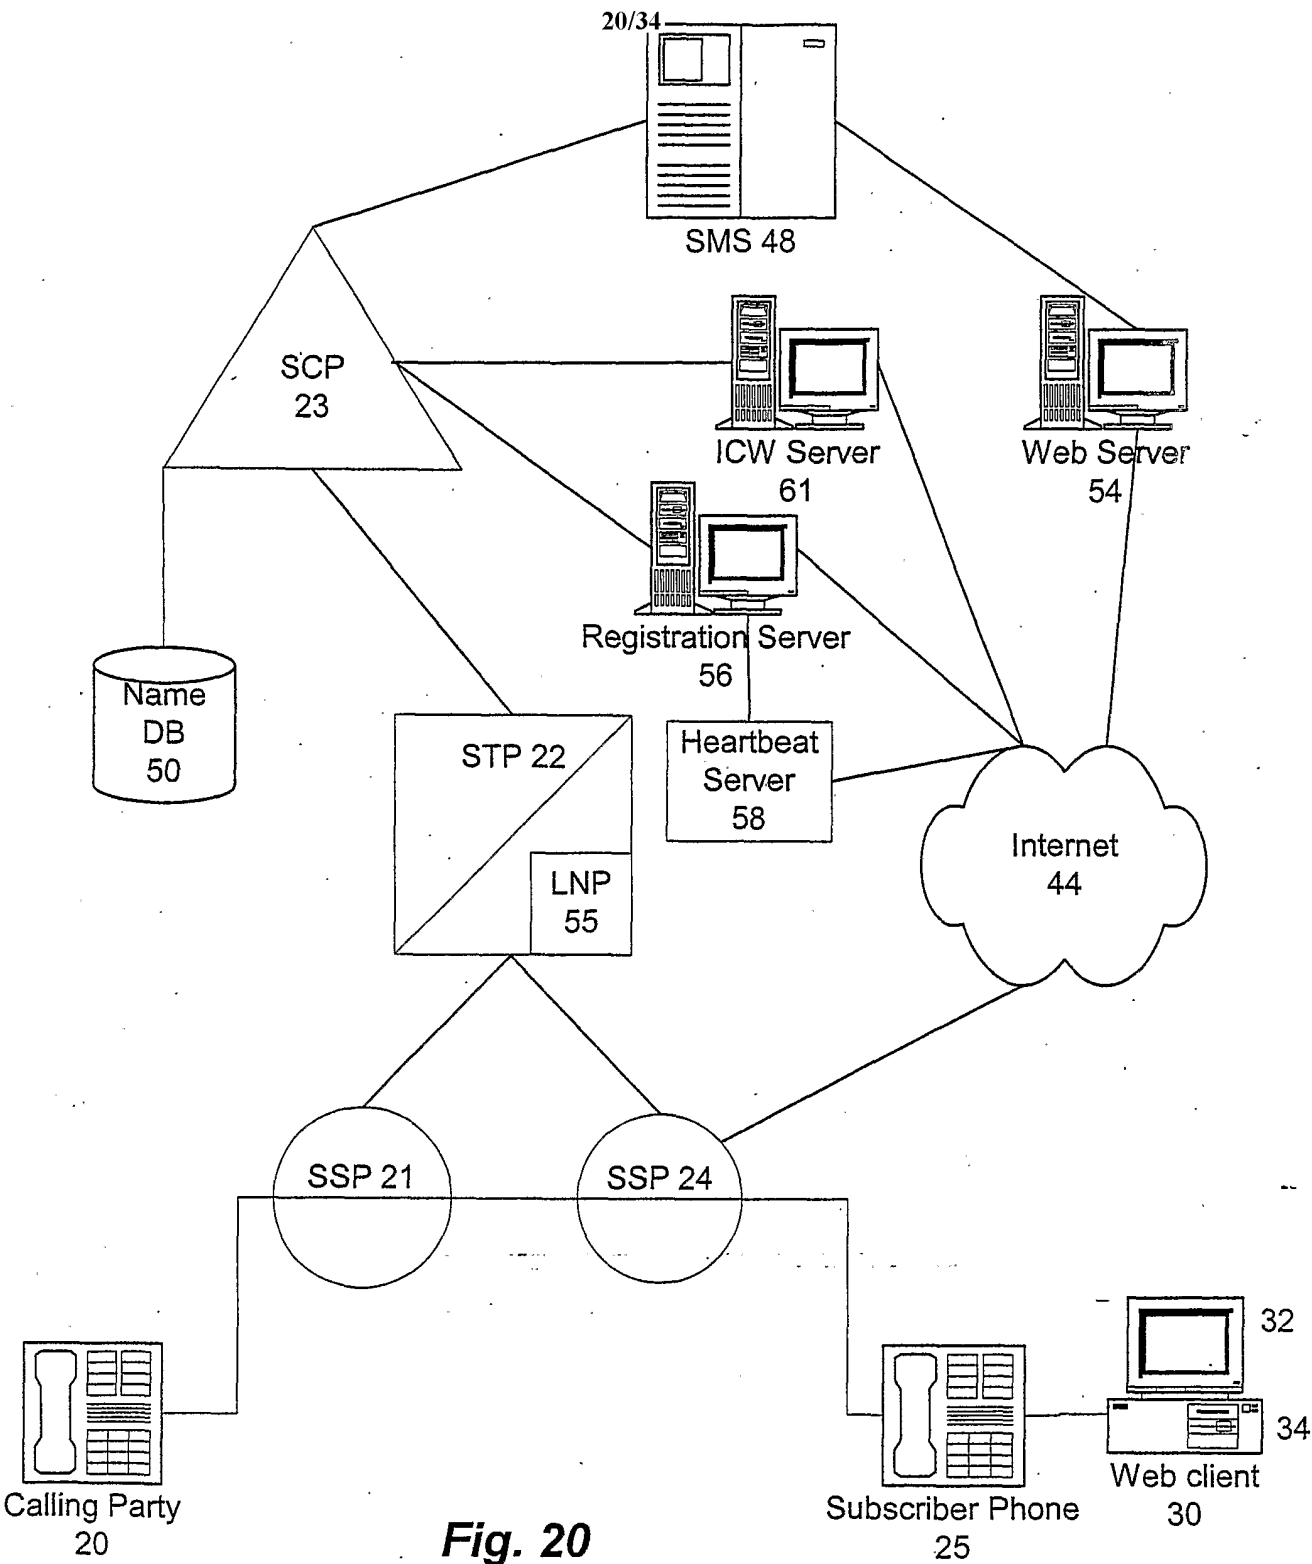 20/34
SMS 48
SCP
23
ICW Server
61
Web Server
54
Registration Server
56
Name
DB
50
STP 22
LNP
55
Heartbeat
Server
58
Internet
44
SSP 21
SSP 24
32
34
Web client
30
Calling Party
20
Subscriber Phone
25
Fig. 20